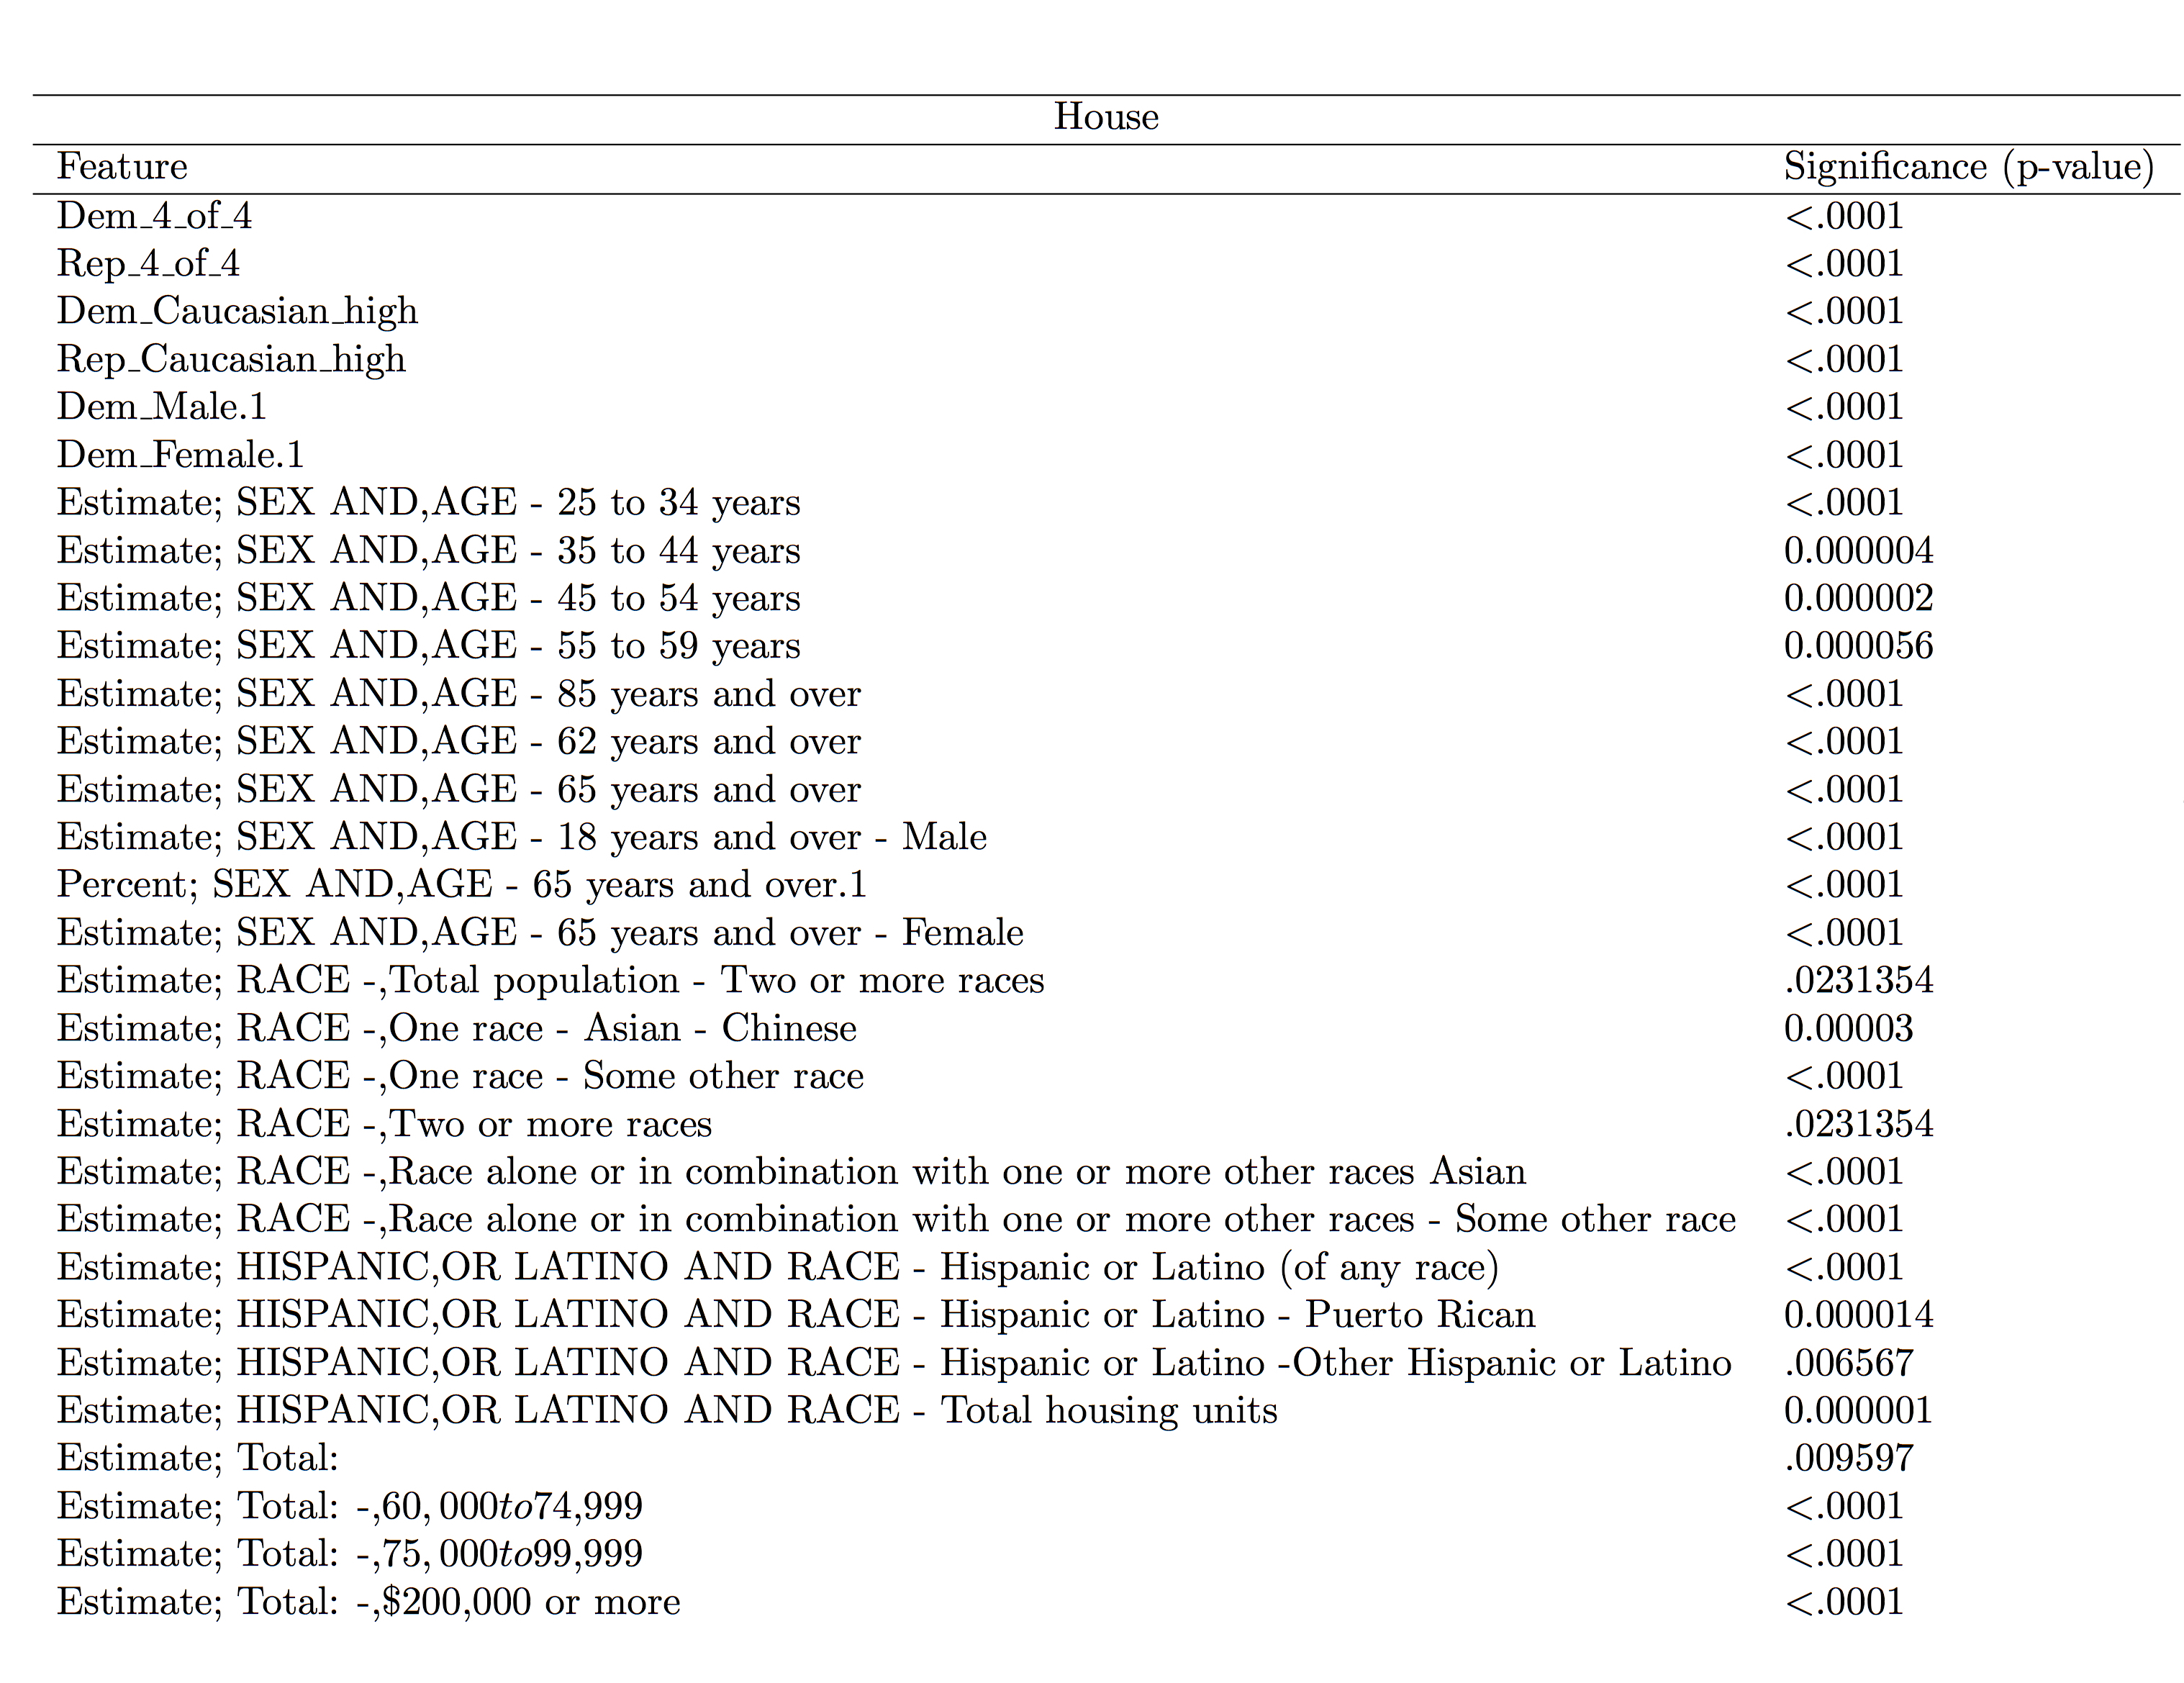 House
Feature Significance (p-value)
Dem_4_of_4 <.0001
Rep_4_of_4 <.0001
Dem_Caucasian_high <.0001
Rep_Caucasian_high <.0001
Dem_Male.1 <.0001
Dem_Female.1 <.0001
Estimate; SEX AND,AGE - 25 to 34 years <.0001
Estimate; SEX AND,AGE - 35 to 44 years 0.000004
Estimate; SEX AND,AGE - 45 to 54 years 0.000002
Estimate; SEX AND,AGE - 55 to 59 years 0.000056
Estimate; SEX AND,AGE - 85 years and over <.0001
Estimate; SEX AND,AGE - 62 years and over <.0001
Estimate; SEX AND,AGE - 65 years and over <.0001
Estimate; SEX AND,AGE - 18 years and over - Male <.0001
Percent; SEX AND,AGE - 65 years and over.1 <.0001
Estimate; SEX AND,AGE - 65 years and over - Female <.0001
Estimate; RACE -,Total population - Two or more races .0231354
Estimate; RACE -,One race - Asian - Chinese 0.00003
Estimate; RACE -,One race - Some other race <.0001
Estimate; RACE -,Two or more races .0231354
Estimate; RACE -,Race alone or in combination with one or more other races Asian <.0001
Estimate; RACE -,Race alone or in combination with one or more other races - Some other race <.0001
Estimate; HISPANIC,OR LATINO AND RACE - Hispanic or Latino (of any race) <.0001
Estimate; HISPANIC,OR LATINO AND RACE - Hispanic or Latino - Puerto Rican 0.000014
Estimate; HISPANIC,OR LATINO AND RACE - Hispanic or Latino -Other Hispanic or Latino .006567
Estimate; HISPANIC,OR LATINO AND RACE - Total housing units 0.000001
Estimate; Total: .009597
Estimate; Total: -,60,000to74,999 <.0001
Estimate; Total: -,75,000to99,999 <.0001
Estimate; Total: -,$200,000 or more <.0001